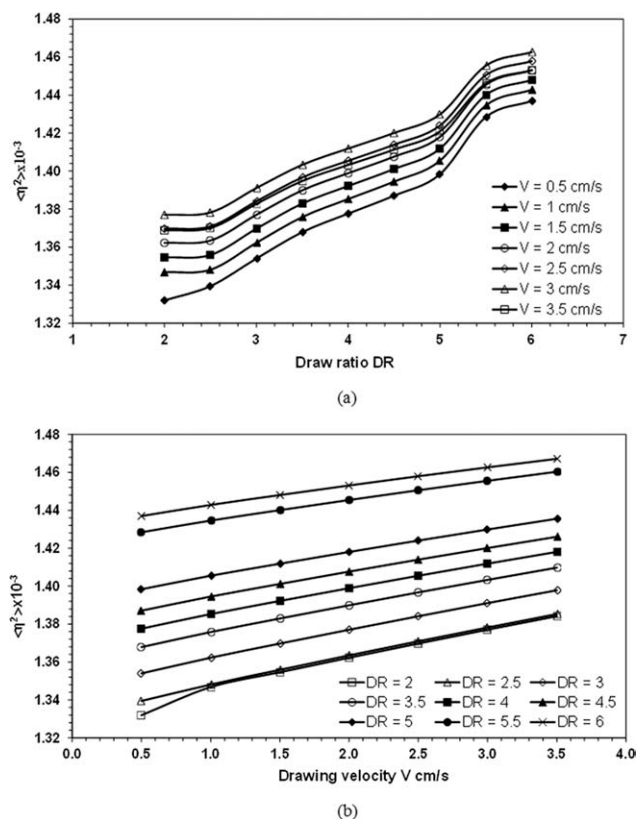 1.48
1.46
1.44
1.42
1.40
1.38
1.36
1.34
1.32
<η²>x10⁻³
1 2 3 4 5 6 7
Draw ratio DR
V = 0.5 cm/s
V = 1 cm/s
V = 1.5 cm/s
V = 2 cm/s
V = 2.5 cm/s
V = 3 cm/s
V = 3.5 cm/s
(a)
1.48
1.46
1.44
1.42
1.40
1.38
1.36
1.34
1.32
<η²>x10⁻³
0.0 0.5 1.0 1.5 2.0 2.5 3.0 3.5 4.0
Drawing velocity V cm/s
DR = 2 DR = 2.5 DR = 3
DR = 3.5 DR = 4 DR = 4.5
DR = 5 DR = 5.5 DR = 6
(b)